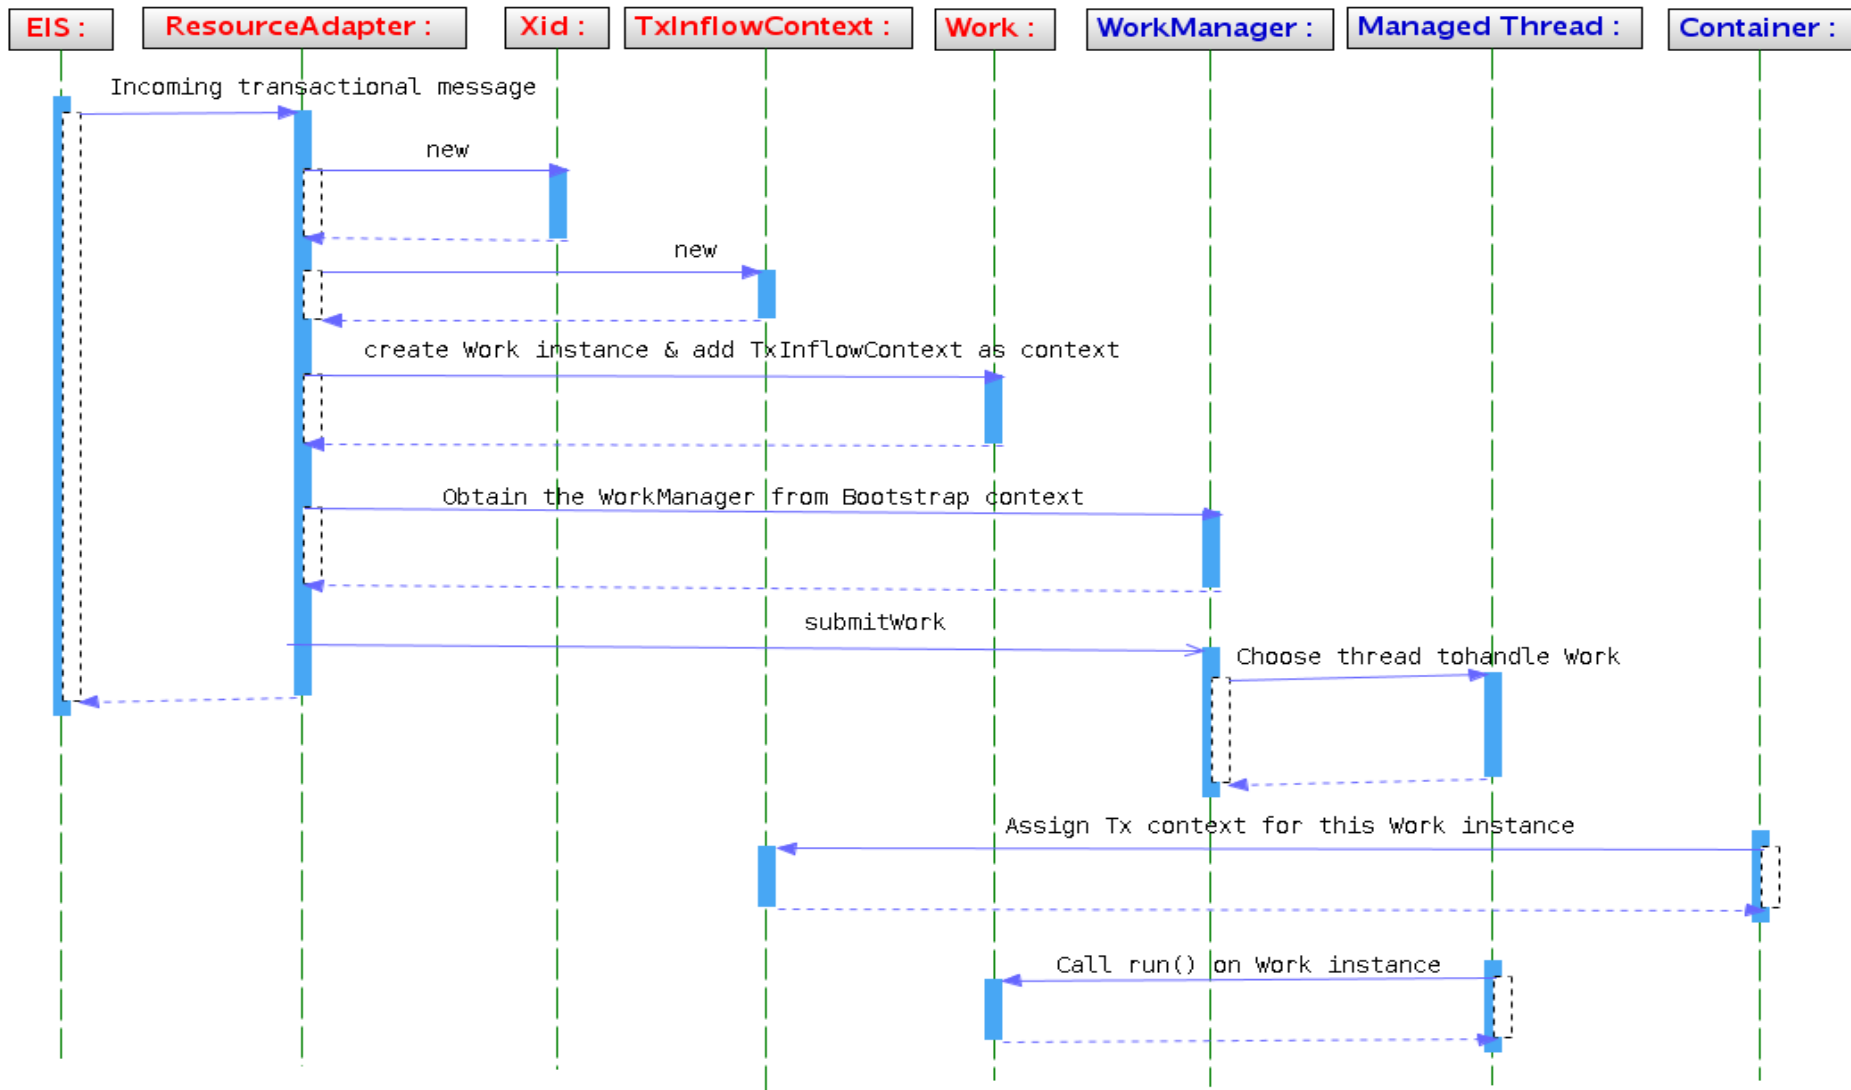 EIS :
ResourceAdapter :
Xid :
TxInflowContext :
Work :
WorkManager :
Managed Thread :
Container :
Incoming transactional message
new
new
create Work instance & add TxInflowContext as context
Obtain the WorkManager from Bootstrap context
submitWork
Choose thread tohandle Work
Assign Tx context for this Work instance
Call run() on Work instance